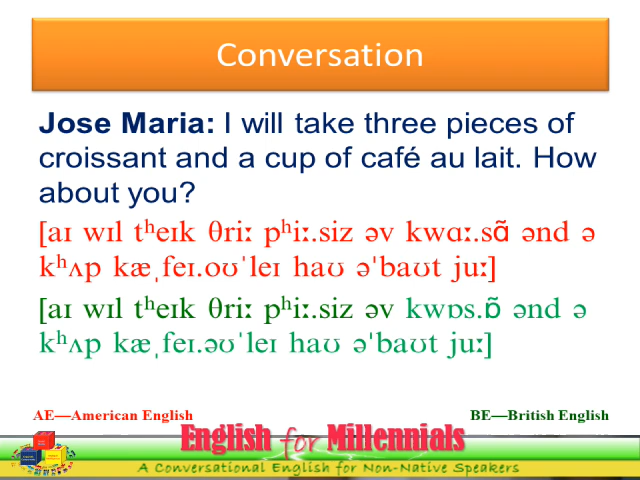 Conversation
Jose Maria: I will take three pieces of
croissant and a cup of café au lait. How
about you?
[aɪ wɪl tʰeɪk θriː pʰiː.siz əv kwɑː.sɑ̃ ənd ə
kʰʌp kæˌfeɪ.oʊˈleɪ haʊ əˈbaʊt juː]
[aɪ wɪl tʰeɪk θriː pʰiː.siz əv kwɒs.ɒ̃ ənd ə
kʰʌp kæˌfeɪ.əʊˈleɪ haʊ əˈbaʊt juː]
AE—American English
BE—British English
English for Millennials
A Conversational English for Non-Native Speakers